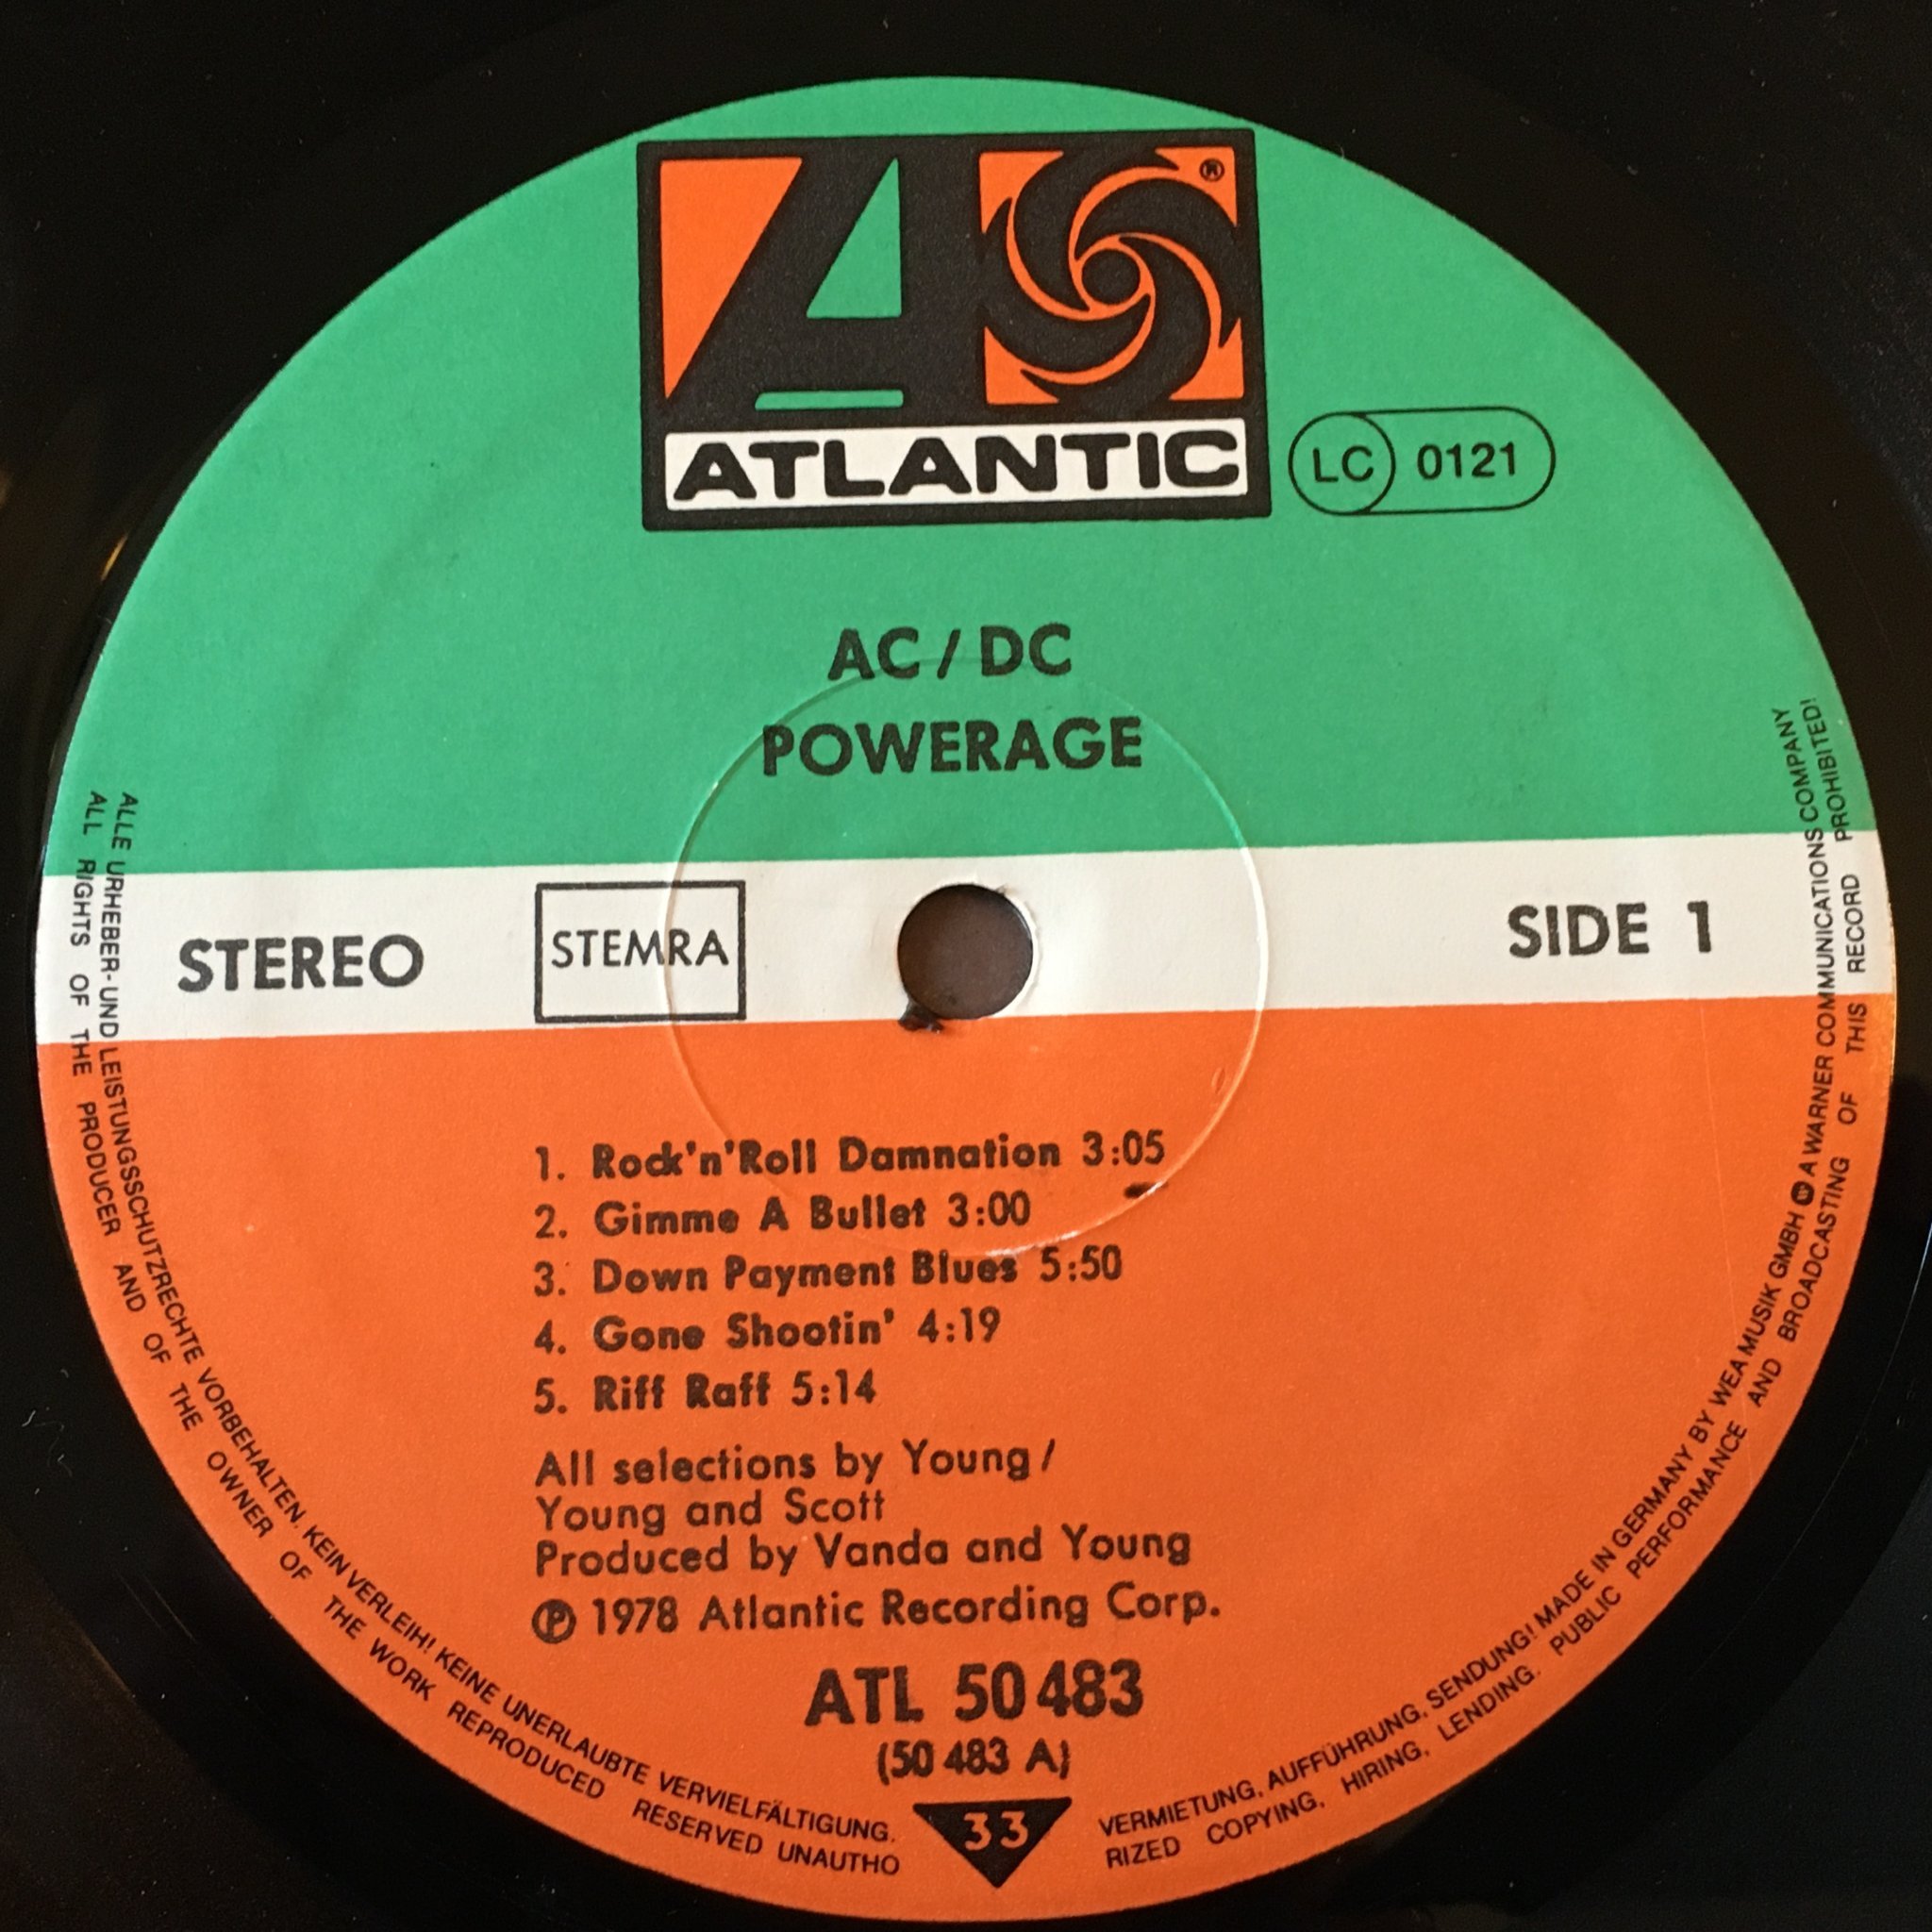 ®
ATLANTIC
LC 0121
AC / DC
POWERAGE
STEREO
STEMRA
SIDE 1
1. Rock'n'Roll Damnation 3:05
2. Gimme A Bullet 3:00
3. Down Payment Blues 5:50
4. Gone Shootin' 4:19
5. Riff Raff 5:14
All selections by Young /
Young and Scott
Produced by Vanda and Young
℗ 1978 Atlantic Recording Corp.
ATL 50 483
(50 483 A)
33
ALLE URHEBER- UND LEISTUNGSSCHUTZRECHTE VORBEHALTEN. KEIN VERLEIH! KEINE UNERLAUBTE VERVIELFÄLTIGUNG, VERMIETUNG, AUFFÜHRUNG, SENDUNG! MADE IN GERMANY BY WEA MUSIK GMBH A WARNER COMMUNICATIONS COMPANY
ALL RIGHTS OF THE PRODUCER AND OF THE OWNER OF THE WORK REPRODUCED RESERVED UNAUTHO RIZED COPYING, HIRING, LENDING, PUBLIC PERFORMANCE AND BROADCASTING OF THIS RECORD PROHIBITED!